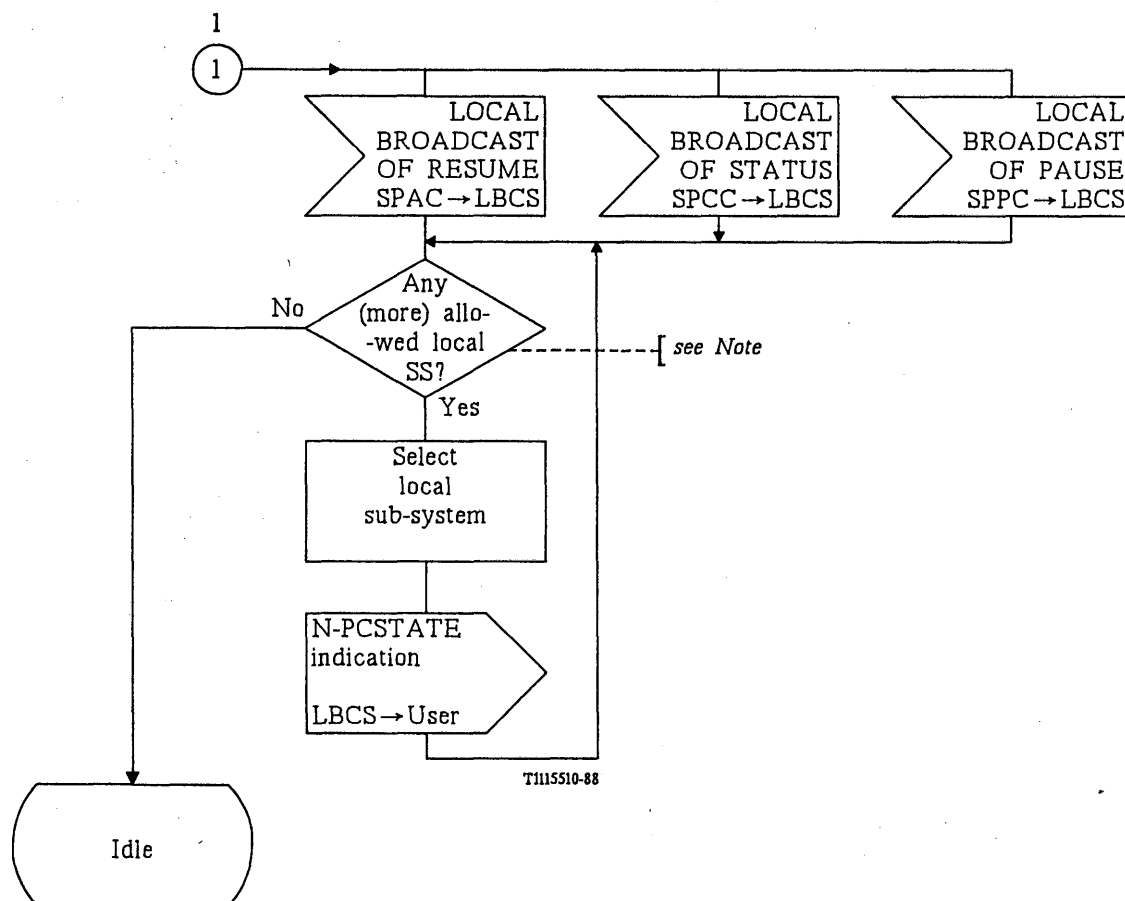 1
1
LOCAL
BROADCAST
OF RESUME
SPAC→LBCS
LOCAL
BROADCAST
OF STATUS
SPCC→LBCS
LOCAL
BROADCAST
OF PAUSE
SPPC→LBCS
Any
(more) allo-
-wed local
SS?
No
see Note
Yes
Select
local
sub-system
N-PCSTATE
indication
LBCS→User
T1115510-88
Idle